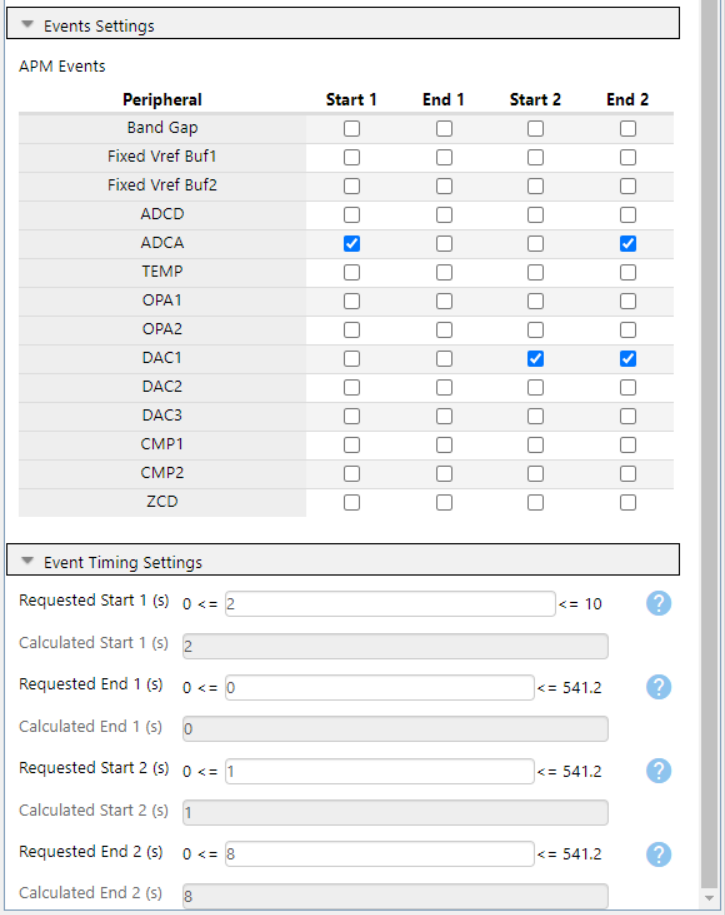 Events Settings
APM Events
Peripheral Start 1 End 1 Start 2 End 2
Band Gap
Fixed Vref Buf1
Fixed Vref Buf2
ADCD
ADCA
TEMP
OPA1
OPA2
DAC1
DAC2
DAC3
CMP1
CMP2
ZCD
Event Timing Settings
Requested Start 1 (s) 0 <= 2 <= 10 ?
Calculated Start 1 (s) 2
Requested End 1 (s) 0 <= 0 <= 541.2 ?
Calculated End 1 (s) 0
Requested Start 2 (s) 0 <= 1 <= 541.2 ?
Calculated Start 2 (s) 1
Requested End 2 (s) 0 <= 8 <= 541.2 ?
Calculated End 2 (s) 8